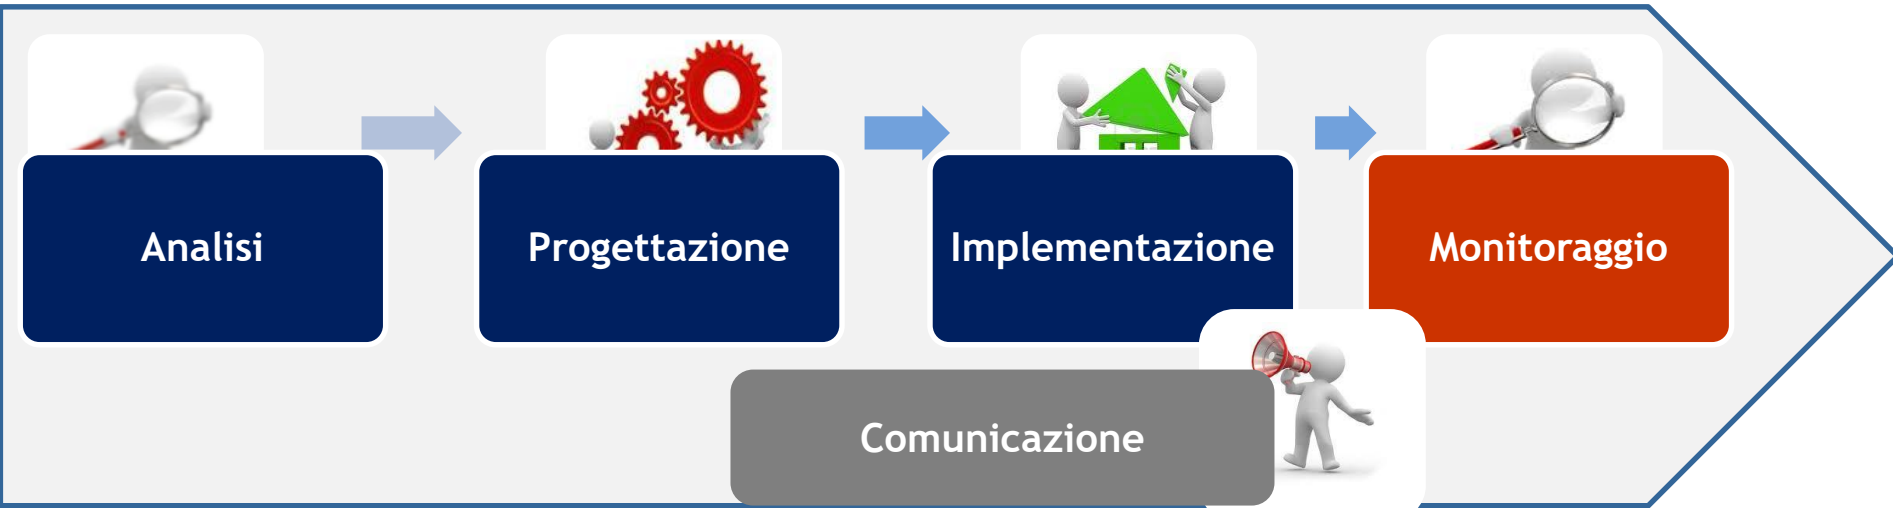 Analisi
Progettazione
Implementazione
Monitoraggio
Comunicazione